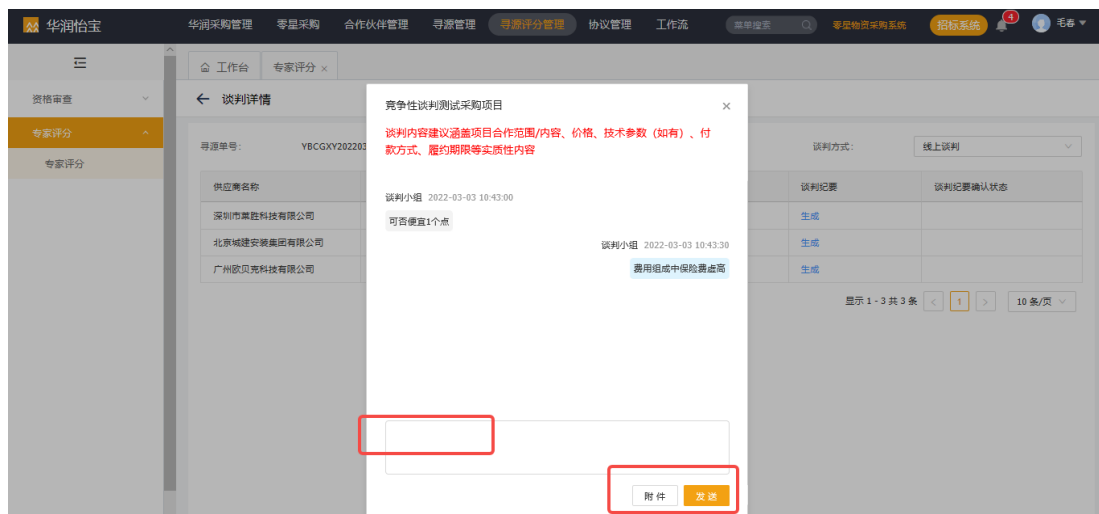 华润怡宝
华润采购管理 零星采购 合作伙伴管理 寻源管理 寻源评分管理 协议管理 工作流 菜单搜索 零星物资采购系统 招标系统 4 毛春
工作台 专家评分 ×
资格审查
专家评分
专家评分
← 谈判详情
寻源单号: YBCGXY202203
谈判方式: 线上谈判
供应商名称 谈判纪要 谈判纪要确认状态
深圳市葉胜科技有限公司 生成
北京城建安装集团有限公司 生成
广州欧贝克科技有限公司 生成
显示 1 - 3 共 3 条 < 1 > 10 条/页
竞争性谈判测试采购项目 ×
谈判内容建议涵盖项目合作范围/内容、价格、技术参数（如有）、付
款方式、履约期限等实质性内容
谈判小组 2022-03-03 10:43:00
可否便宜1个点
谈判小组 2022-03-03 10:43:30
费用组成中保险费虚高
附 件 发 送